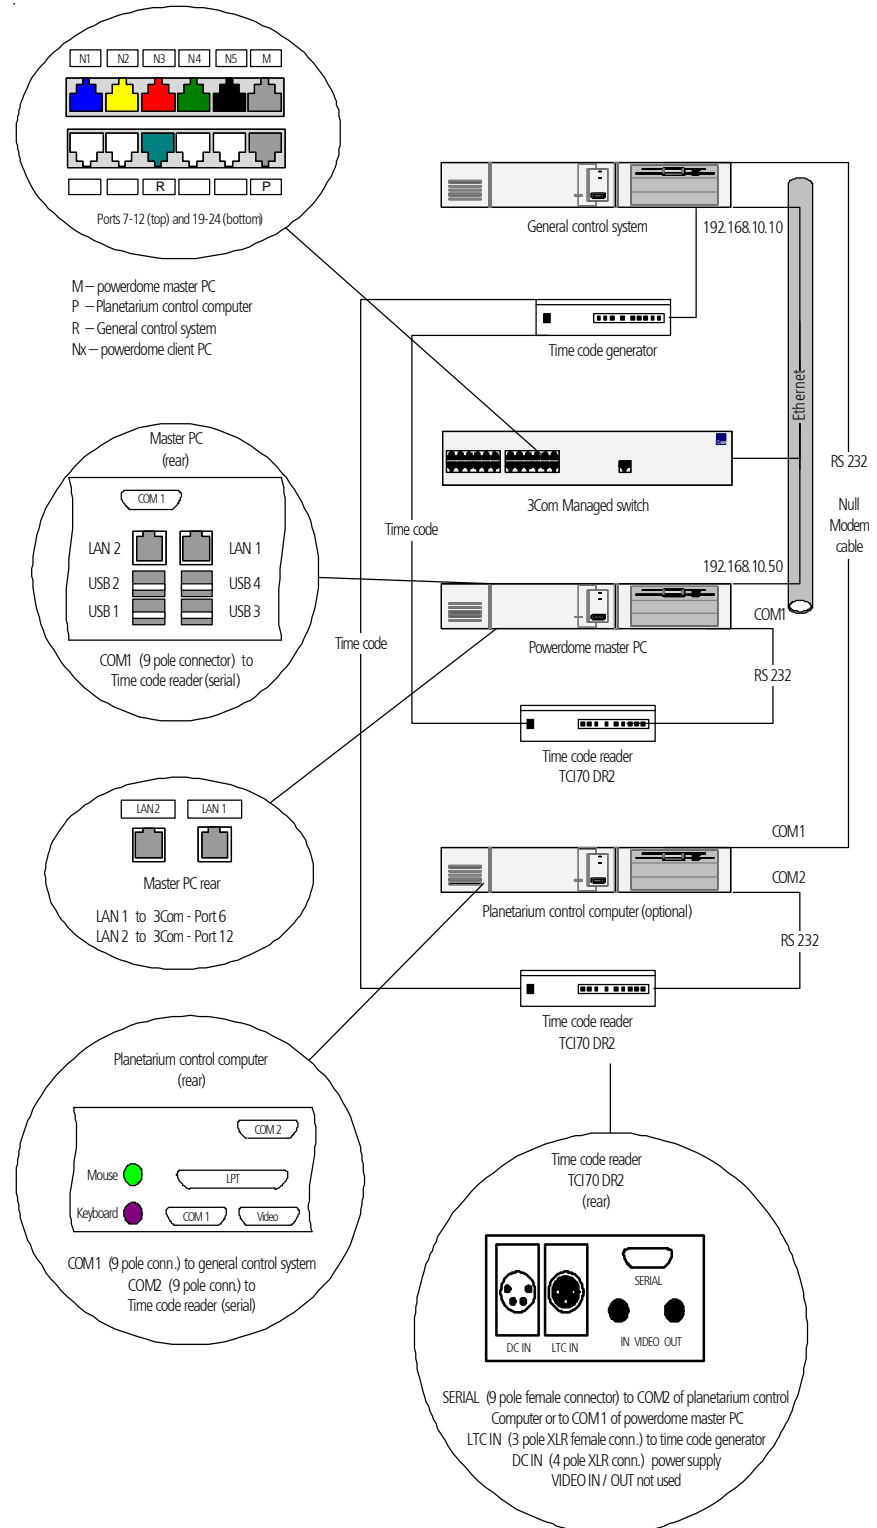 N1 N2 N3 N4 N5 M
R P
Ports 7-12 (top) and 19-24 (bottom)
M – powerdome master PC
P – Planetarium control computer
R – General control system
Nx – powerdome client PC
General control system
192.168.10.10
Time code generator
Ethernet
3Com Managed switch
RS 232
Null
Modem
cable
Time code
Time code
Master PC
(rear)
COM 1
LAN 2 LAN 1
USB 2 USB 4
USB 1 USB 3
COM1 (9 pole connector) to
Time code reader (serial)
192.168.10.50
COM1
Powerdome master PC
RS 232
Time code reader
TCI70 DR2
LAN 2 LAN 1
Master PC rear
LAN 1 to 3Com - Port 6
LAN 2 to 3Com - Port 12
COM1
COM2
Planetarium control computer (optional)
RS 232
Time code reader
TCI70 DR2
Planetarium control computer
(rear)
COM 2
Mouse
LPT
Keyboard
COM 1
Video
COM1 (9 pole conn.) to general control system
COM2 (9 pole conn.) to
Time code reader (serial)
Time code reader
TCI70 DR2
(rear)
SERIAL
DC IN LTC IN IN VIDEO OUT
SERIAL (9 pole female connector) to COM2 of planetarium control
Computer or to COM1 of powerdome master PC
LTC IN (3 pole XLR female conn.) to time code generator
DC IN (4 pole XLR conn.) power supply
VIDEO IN / OUT not used